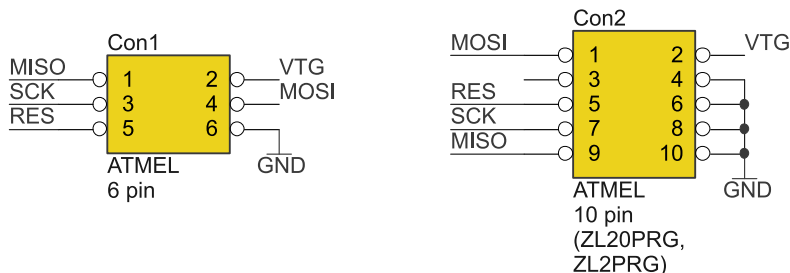 Con1
MISO 1 2 VTG
SCK 3 4 MOSI
RES 5 6
GND
ATMEL
6 pin
Con2
MOSI 1 2 VTG
3 4
RES 5 6
SCK 7 8
MISO 9 10
GND
ATMEL
10 pin
(ZL20PRG,
ZL2PRG)